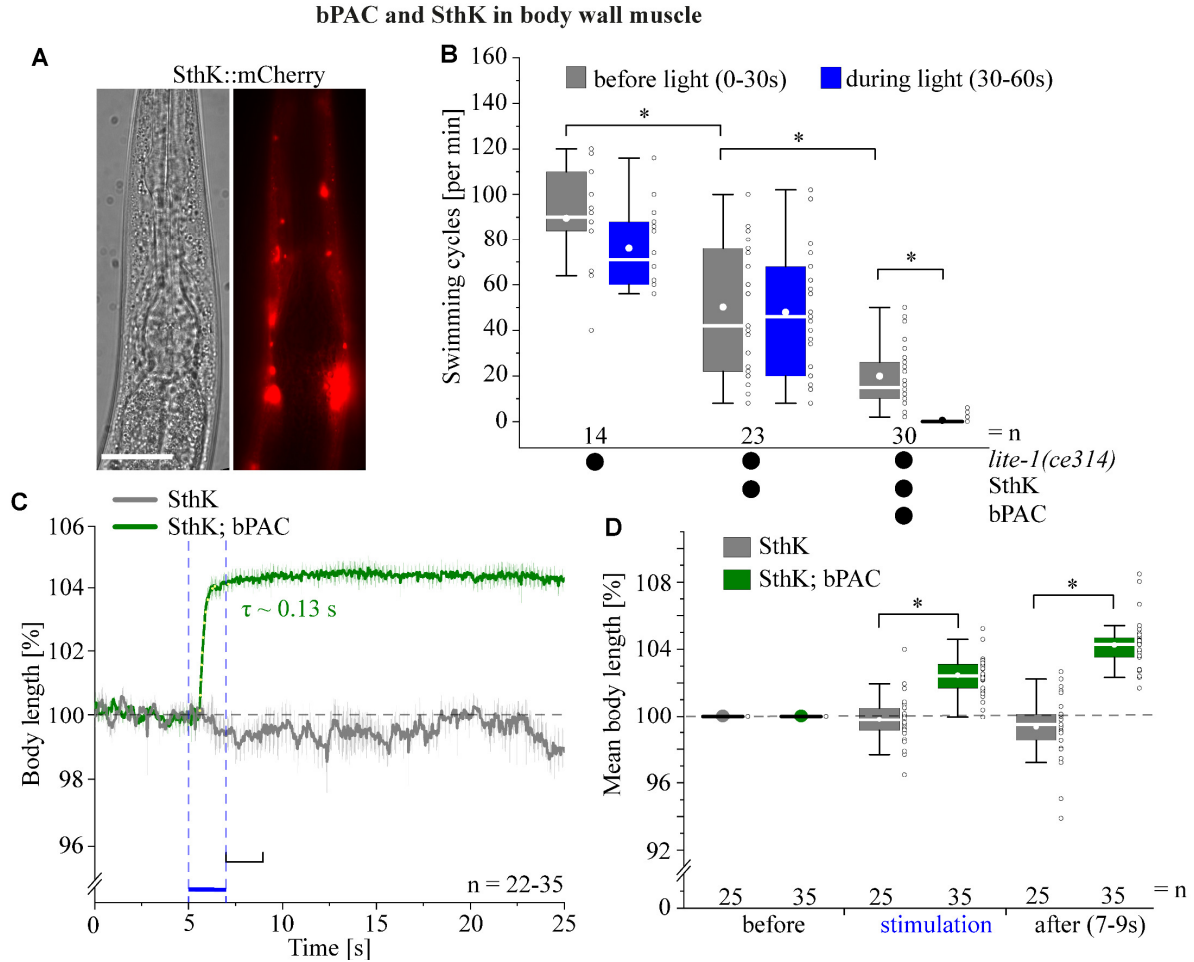 bPAC and SthK in body wall muscle
A
SthK::mCherry
B
before light (0-30s)
during light (30-60s)
Swimming cycles [per min]
160
140
120
100
80
60
40
20
0
*
*
*
14
23
30
= n
lite-1(ce314)
SthK
bPAC
C
SthK
SthK; bPAC
Body length [%]
106
104
102
100
98
96
τ ~ 0.13 s
n = 22-35
0
5
10
15
20
25
Time [s]
D
SthK
SthK; bPAC
Mean body length [%]
108
104
100
96
92
0
*
*
25
35
25
35
25
35
= n
before
stimulation
after (7-9s)